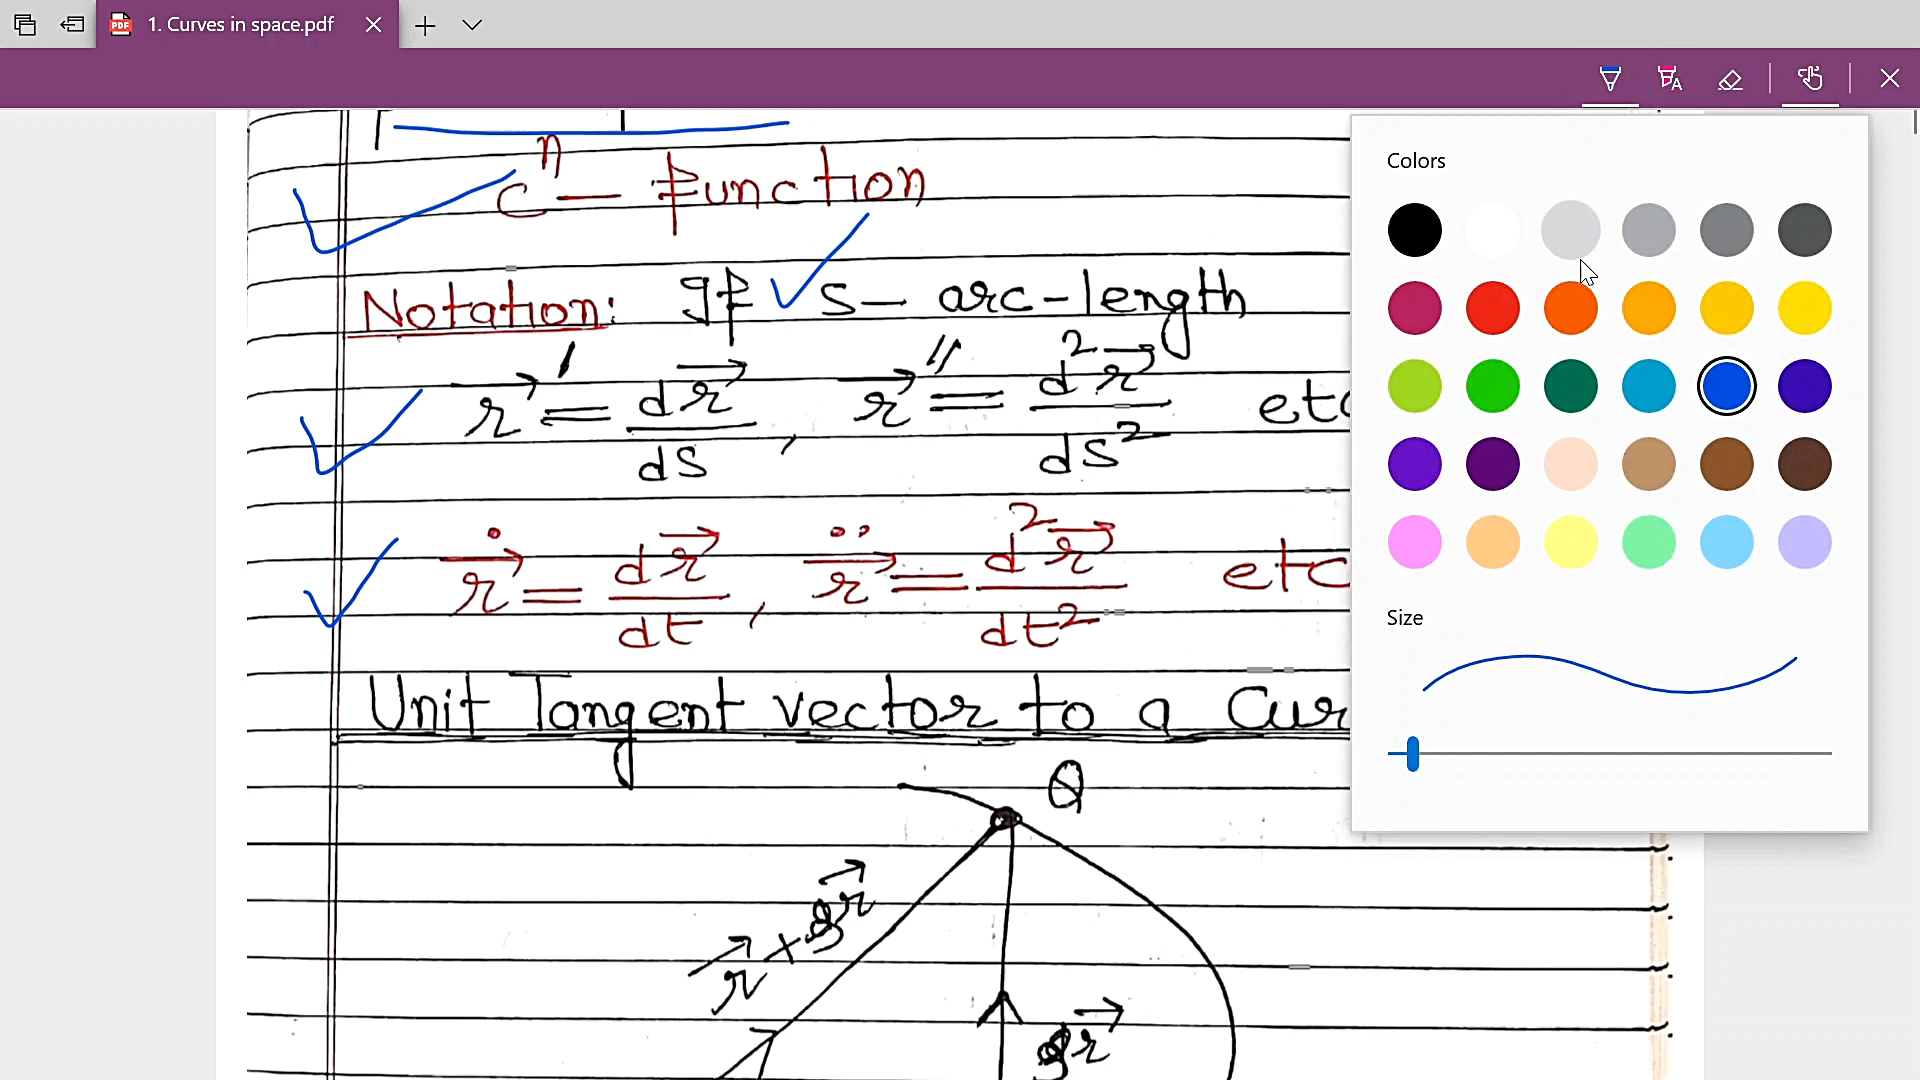 1. Curves in space.pdf
Colors
Cⁿ — Function
Notation: If s — arc-length
r⃗′ = dr⃗/ds , r⃗″ = d²r⃗/ds² etc
ṙ⃗ = dr⃗/dt , r̈⃗ = d²r⃗/dt² etc
Size
Unit Tangent vector to a Cur
Q
r⃗ + δr⃗
δr⃗